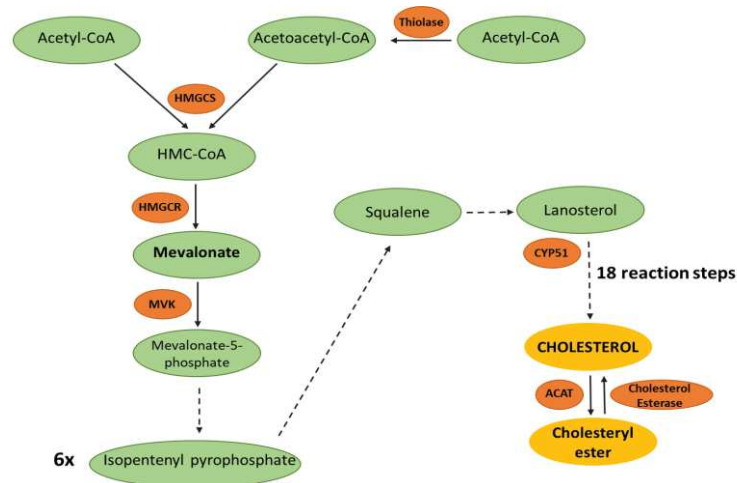 Acetyl-CoA
Acetoacetyl-CoA
Thiolase
Acetyl-CoA
HMGCS
HMC-CoA
HMGCR
Mevalonate
MVK
Mevalonate-5-
phosphate
6x
Isopentenyl pyrophosphate
Squalene
Lanosterol
CYP51
18 reaction steps
CHOLESTEROL
ACAT
Cholesterol
Esterase
Cholesteryl
ester